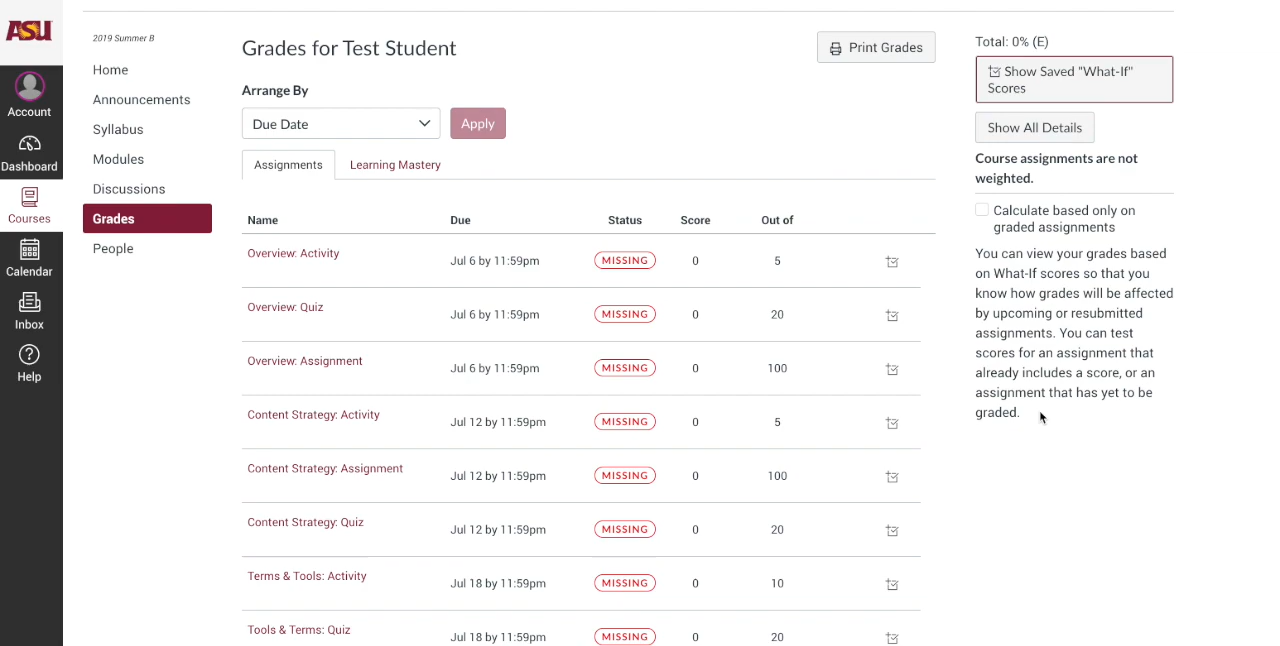 ASU
Account
Dashboard
Courses
Calendar
Inbox
Help
2019 Summer B
Home
Announcements
Syllabus
Modules
Discussions
Grades
People
Grades for Test Student
Print Grades
Arrange By
Due Date
Apply
Assignments Learning Mastery
Name Due Status Score Out of
Overview: Activity Jul 6 by 11:59pm MISSING 0 5
Overview: Quiz Jul 6 by 11:59pm MISSING 0 20
Overview: Assignment Jul 6 by 11:59pm MISSING 0 100
Content Strategy: Activity Jul 12 by 11:59pm MISSING 0 5
Content Strategy: Assignment Jul 12 by 11:59pm MISSING 0 100
Content Strategy: Quiz Jul 12 by 11:59pm MISSING 0 20
Terms & Tools: Activity Jul 18 by 11:59pm MISSING 0 10
Tools & Terms: Quiz Jul 18 by 11:59pm MISSING 0 20
Total: 0% (E)
Show Saved "What-If"
Scores
Show All Details
Course assignments are not
weighted.
Calculate based only on
graded assignments
You can view your grades based
on What-If scores so that you
know how grades will be affected
by upcoming or resubmitted
assignments. You can test
scores for an assignment that
already includes a score, or an
assignment that has yet to be
graded.